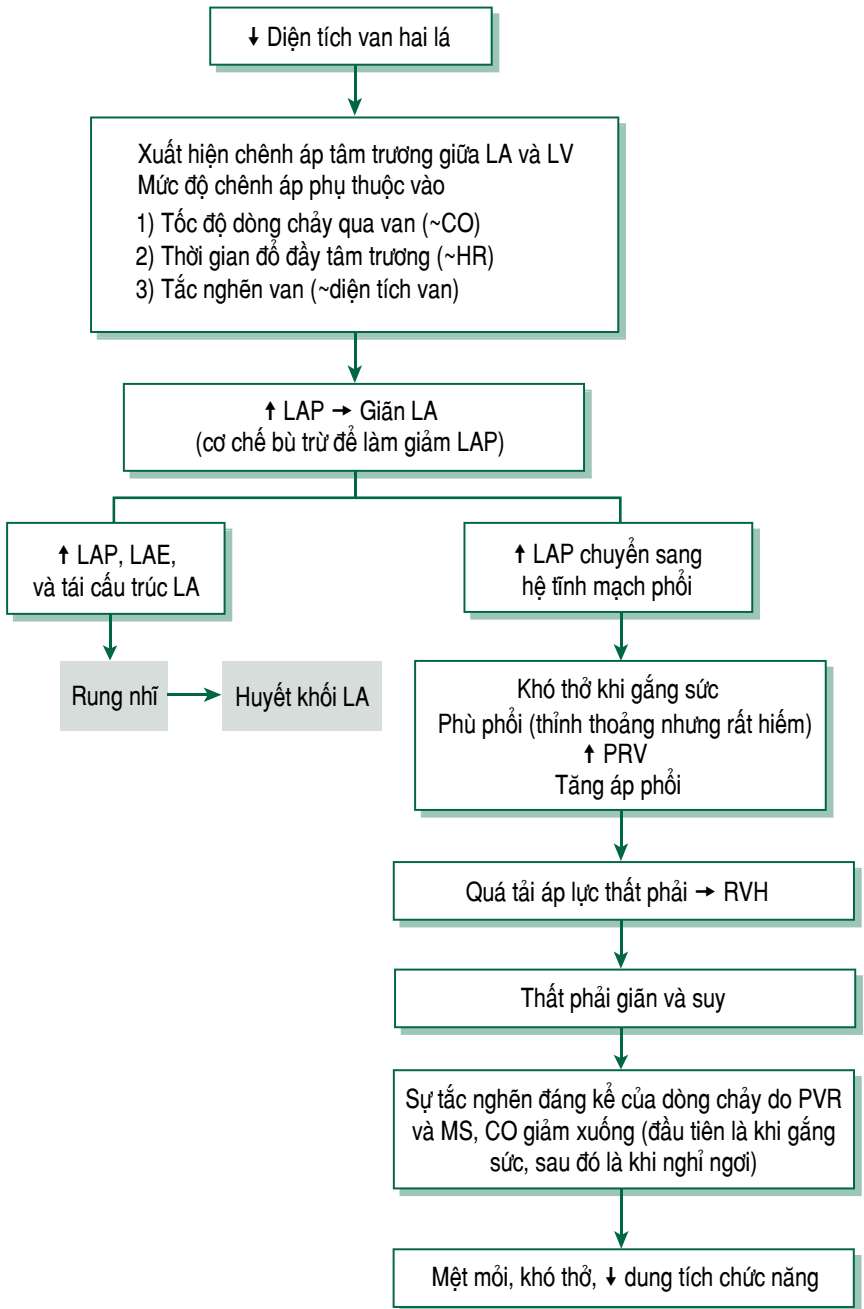 ↓ Diện tích van hai lá
Xuất hiện chênh áp tâm trương giữa LA và LV
Mức độ chênh áp phụ thuộc vào
1) Tốc độ dòng chảy qua van (~CO)
2) Thời gian đổ đầy tâm trương (~HR)
3) Tắc nghẽn van (~diện tích van)
↑ LAP → Giãn LA
(cơ chế bù trừ để làm giảm LAP)
↑ LAP, LAE,
và tái cấu trúc LA
Rung nhĩ
Huyết khối LA
↑ LAP chuyển sang
hệ tĩnh mạch phổi
Khó thở khi gắng sức
Phù phổi (thỉnh thoảng nhưng rất hiếm)
↑ PRV
Tăng áp phổi
Quá tải áp lực thất phải → RVH
Thất phải giãn và suy
Sự tắc nghẽn đáng kể của dòng chảy do PVR
và MS, CO giảm xuống (đầu tiên là khi gắng
sức, sau đó là khi nghỉ ngơi)
Mệt mỏi, khó thở, ↓ dung tích chức năng